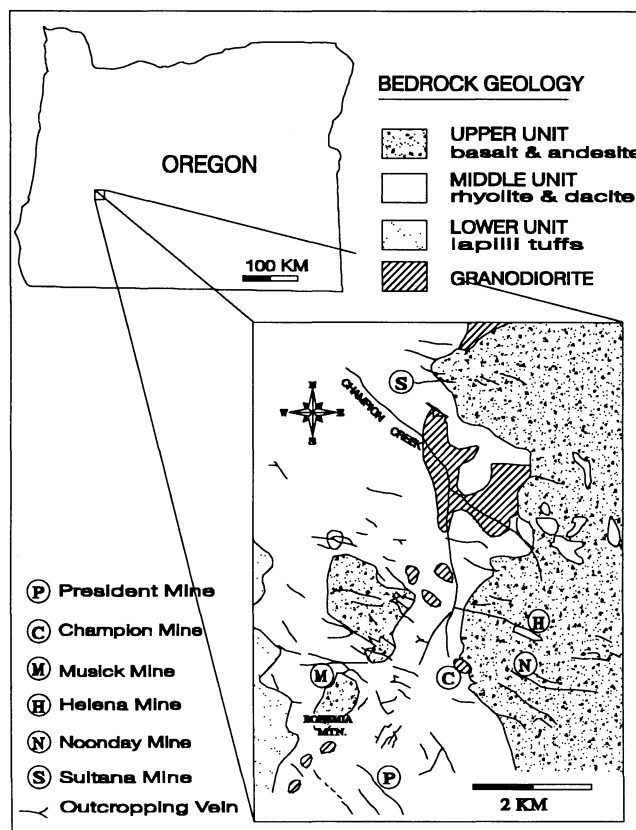 BEDROCK GEOLOGY
UPPER UNIT
basalt & andesite
MIDDLE UNIT
rhyolite & dacite
LOWER UNIT
lapilli tuffs
GRANODIORITE
OREGON
100 KM
S
CHAMPION CREEK
N
W E
S
H
N
M
C
BOHEMIA
MTN.
P
2 KM
P President Mine
C Champion Mine
M Musick Mine
H Helena Mine
N Noonday Mine
S Sultana Mine
Outcropping Vein